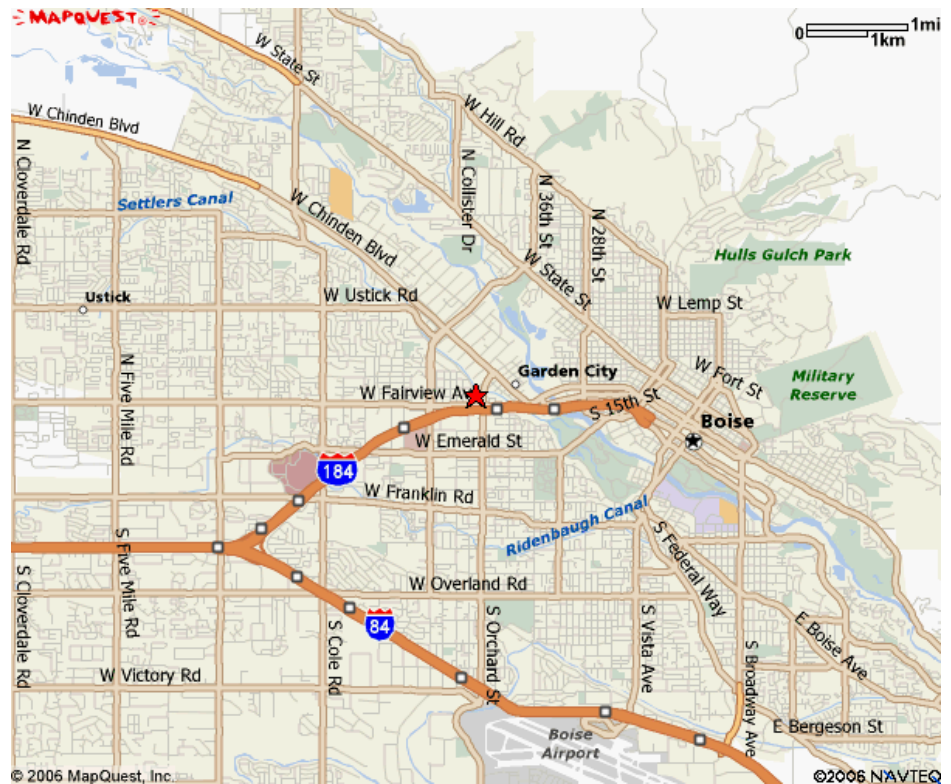 MAPQUEST
1mi
0
1km
W State St
W Chinden Blvd
W Hill Rd
N Cloverdale Rd
N Collister Dr
N 36th St
Settlers Canal
W Chinden Blvd
N 28th St
W State St
Hulls Gulch Park
Ustick
W Ustick Rd
W Lemp St
N Five Mile Rd
Garden City
W Fort St
Military
Reserve
W Fairview Av
S 15th St
Boise
W Emerald St
184
W Franklin Rd
Ridenbaugh Canal
S Five Mile Rd
S Federal Way
S Cloverdale Rd
W Overland Rd
84
S Cole Rd
S Orchard St
S Vista Ave
E Boise Ave
S Broadway Ave
W Victory Rd
E Bergeson St
Boise
Airport
© 2006 MapQuest, Inc.
©2006 NAVTEQ